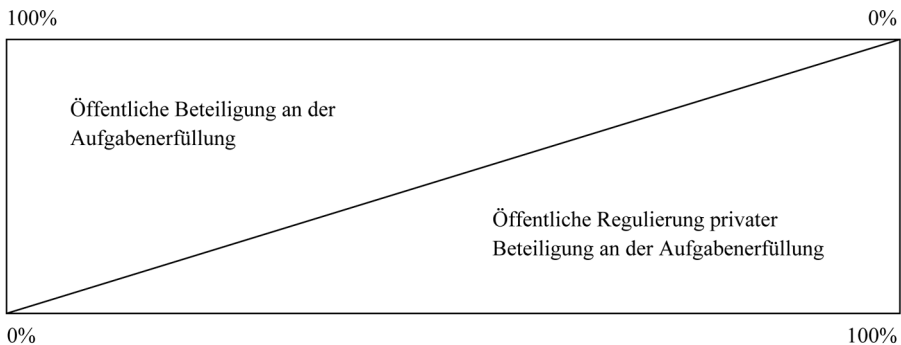 100%
0%
Öffentliche Beteiligung an der
Aufgabenerfüllung
Öffentliche Regulierung privater
Beteiligung an der Aufgabenerfüllung
0%
100%